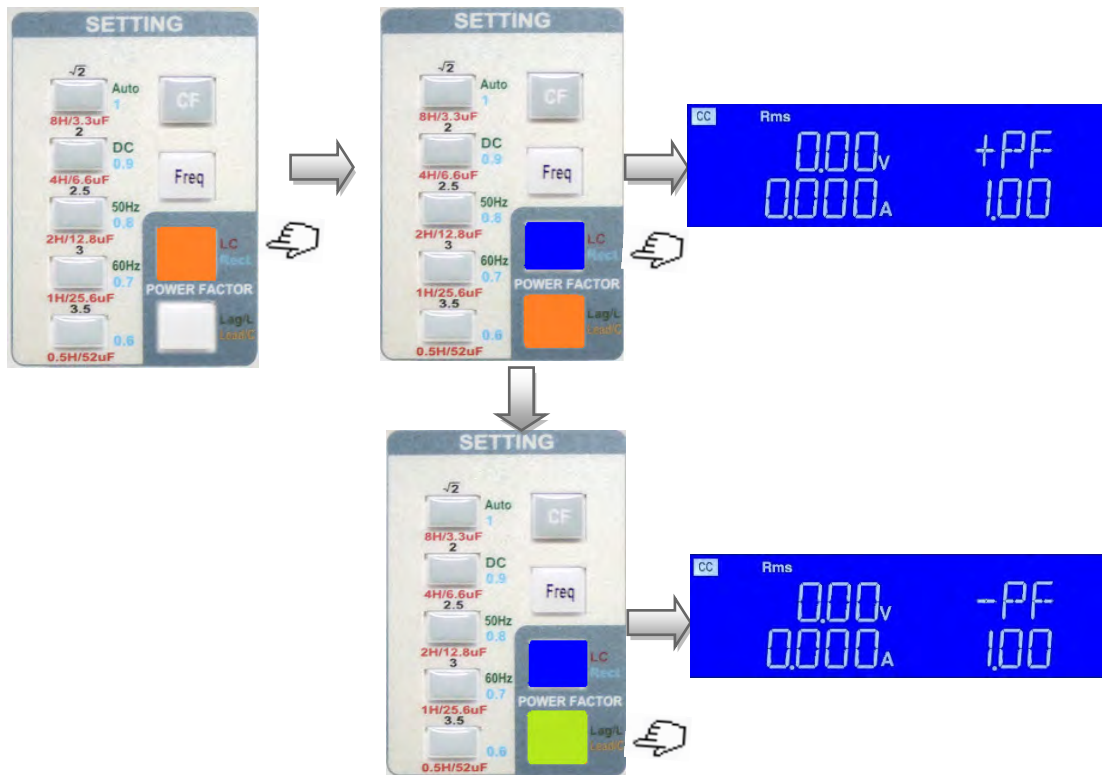 SETTING
√2
Auto
1
CF
8H/3.3uF
2
DC
0.9
4H/6.6uF
Freq
2.5
50Hz
0.8
2H/12.8uF
LC
Rect
3
60Hz
0.7
1H/25.6uF
POWER FACTOR
3.5
Lag/L
Lead/C
0.6
0.5H/52uF
SETTING
√2
Auto
1
CF
8H/3.3uF
2
DC
0.9
4H/6.6uF
Freq
2.5
50Hz
0.8
2H/12.8uF
LC
Rect
3
60Hz
0.7
1H/25.6uF
POWER FACTOR
3.5
Lag/L
Lead/C
0.6
0.5H/52uF
CC Rms
0.00V +PF
0.000A 1.00
SETTING
√2
Auto
1
CF
8H/3.3uF
2
DC
0.9
4H/6.6uF
Freq
2.5
50Hz
0.8
2H/12.8uF
LC
Rect
3
60Hz
0.7
1H/25.6uF
POWER FACTOR
3.5
Lag/L
Lead/C
0.6
0.5H/52uF
CC Rms
0.00V -PF
0.000A 1.00